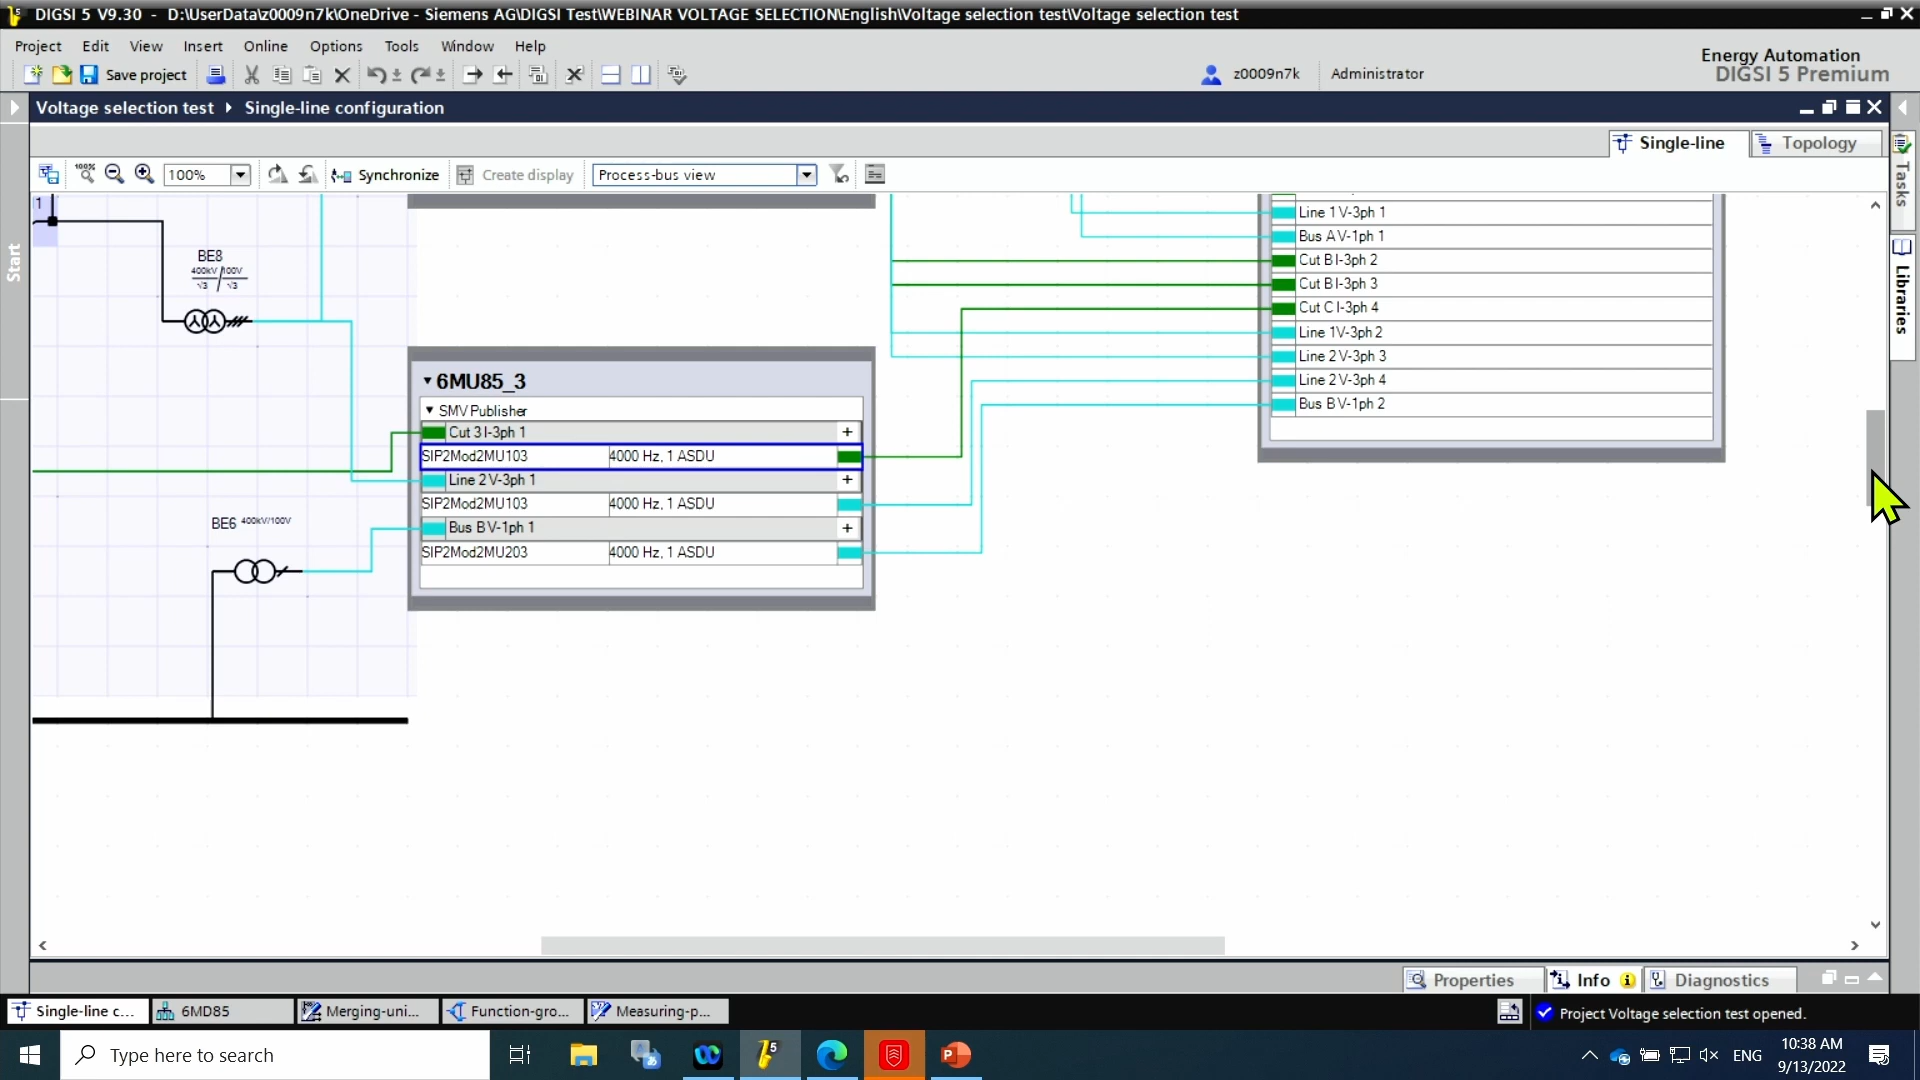 DIGSI 5 V9.30 - D:\UserData\z0009n7k\OneDrive - Siemens AG\DIGSI Test\WEBINAR VOLTAGE SELECTION\English\Voltage selection test\Voltage selection test
Project Edit View Insert Online Options Tools Window Help
Energy Automation
DIGSI 5 Premium
Save project
z0009n7k Administrator
Voltage selection test Single-line configuration
Single-line Topology
100% 100% Synchronize Create display Process-bus view
Start
Tasks
Libraries
1
BE8
400kV/100V
√3 √3
Line 1 V-3ph 1
Bus A V-1ph 1
Cut B I-3ph 2
Cut B I-3ph 3
Cut C I-3ph 4
Line 1V-3ph 2
Line 2 V-3ph 3
Line 2 V-3ph 4
Bus B V-1ph 2
6MU85_3
SMV Publisher
Cut 3 I-3ph 1 +
SIP2Mod2MU103 4000 Hz, 1 ASDU
Line 2 V-3ph 1 +
SIP2Mod2MU103 4000 Hz, 1 ASDU
Bus B V-1ph 1 +
SIP2Mod2MU203 4000 Hz, 1 ASDU
BE6 400kV/100V
Properties Info Diagnostics
Single-line c... 6MD85 Merging-uni... Function-gro... Measuring-p...
Project Voltage selection test opened.
Type here to search
ENG
10:38 AM
9/13/2022